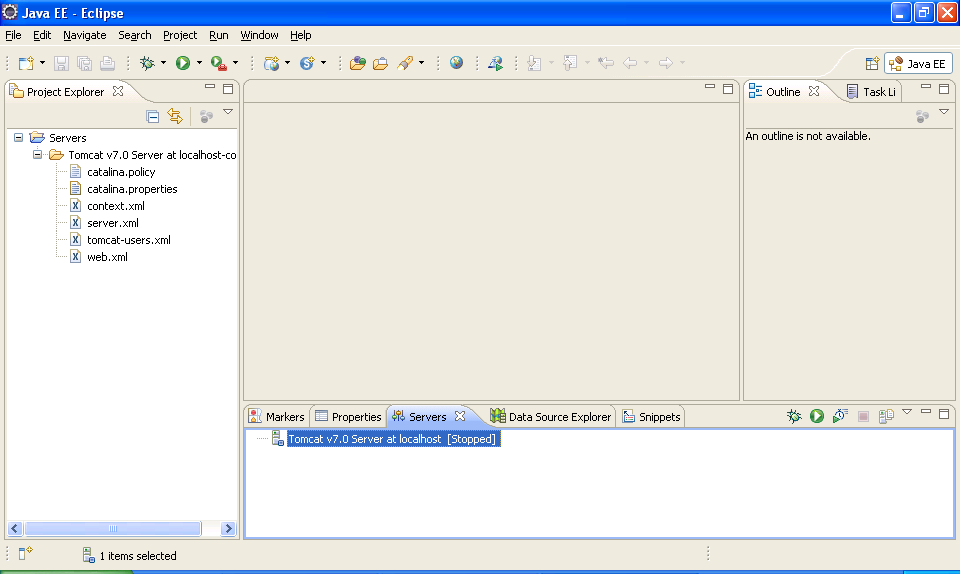 Java EE - Eclipse
File Edit Navigate Search Project Run Window Help
Java EE
Project Explorer
Outline
Task Li
An outline is not available.
Servers
Tomcat v7.0 Server at localhost-co
catalina.policy
catalina.properties
context.xml
server.xml
tomcat-users.xml
web.xml
Markers Properties Servers Data Source Explorer Snippets
Tomcat v7.0 Server at localhost [Stopped]
1 items selected